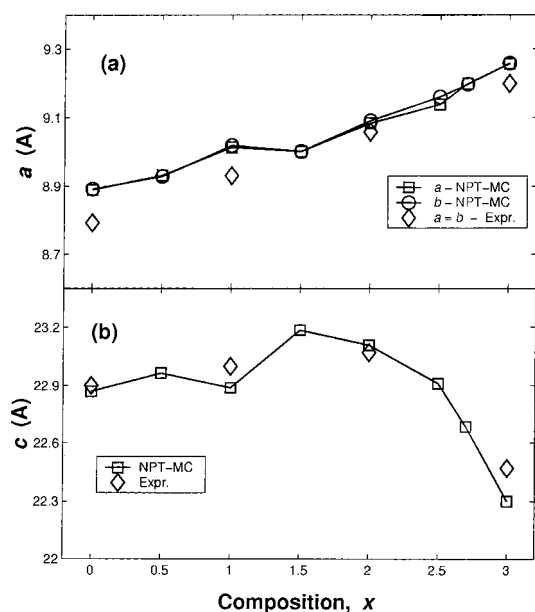 9.3
(a)
9.1
a (A)
8.9
8.7
a – NPT–MC
b – NPT–MC
a = b – Expr.
(b)
23.2
22.9
c (A)
22.6
NPT–MC
Expr.
22.3
22
0 0.5 1 1.5 2 2.5 3
Composition, x